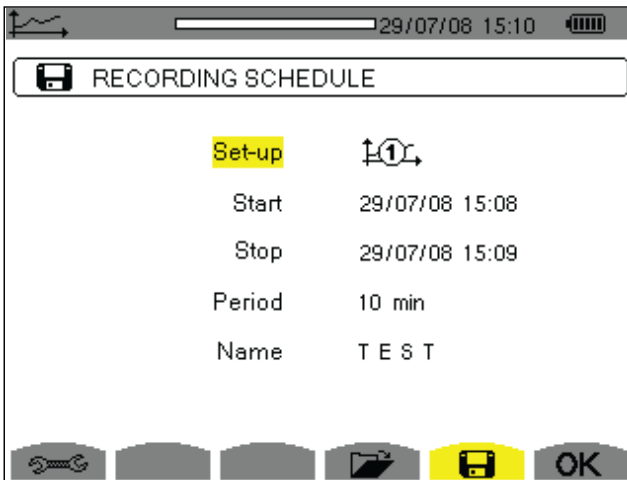 29/07/08 15:10
RECORDING SCHEDULE
Set-up 1
Start 29/07/08 15:08
Stop 29/07/08 15:09
Period 10 min
Name T E S T
OK